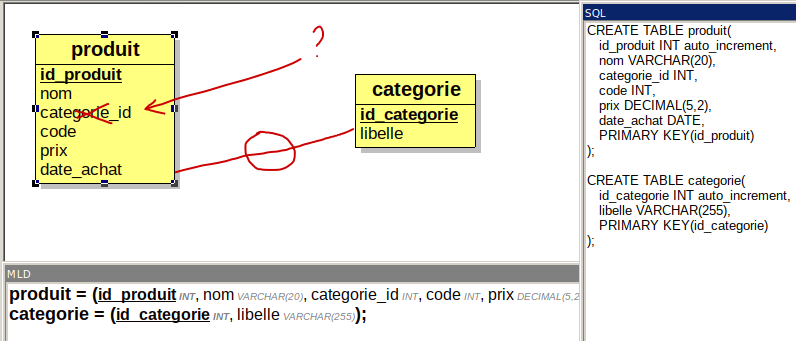 produit
id_produit
nom
categorie_id
code
prix
date_achat
?
categorie
id_categorie
libelle
SQL
CREATE TABLE produit(
id_produit INT auto_increment,
nom VARCHAR(20),
categorie_id INT,
code INT,
prix DECIMAL(5,2),
date_achat DATE,
PRIMARY KEY(id_produit)
);
CREATE TABLE categorie(
id_categorie INT auto_increment,
libelle VARCHAR(255),
PRIMARY KEY(id_categorie)
);
MLD
produit = (id_produit INT, nom VARCHAR(20), categorie_id INT, code INT, prix DECIMAL(5,2
categorie = (id_categorie INT, libelle VARCHAR(255));